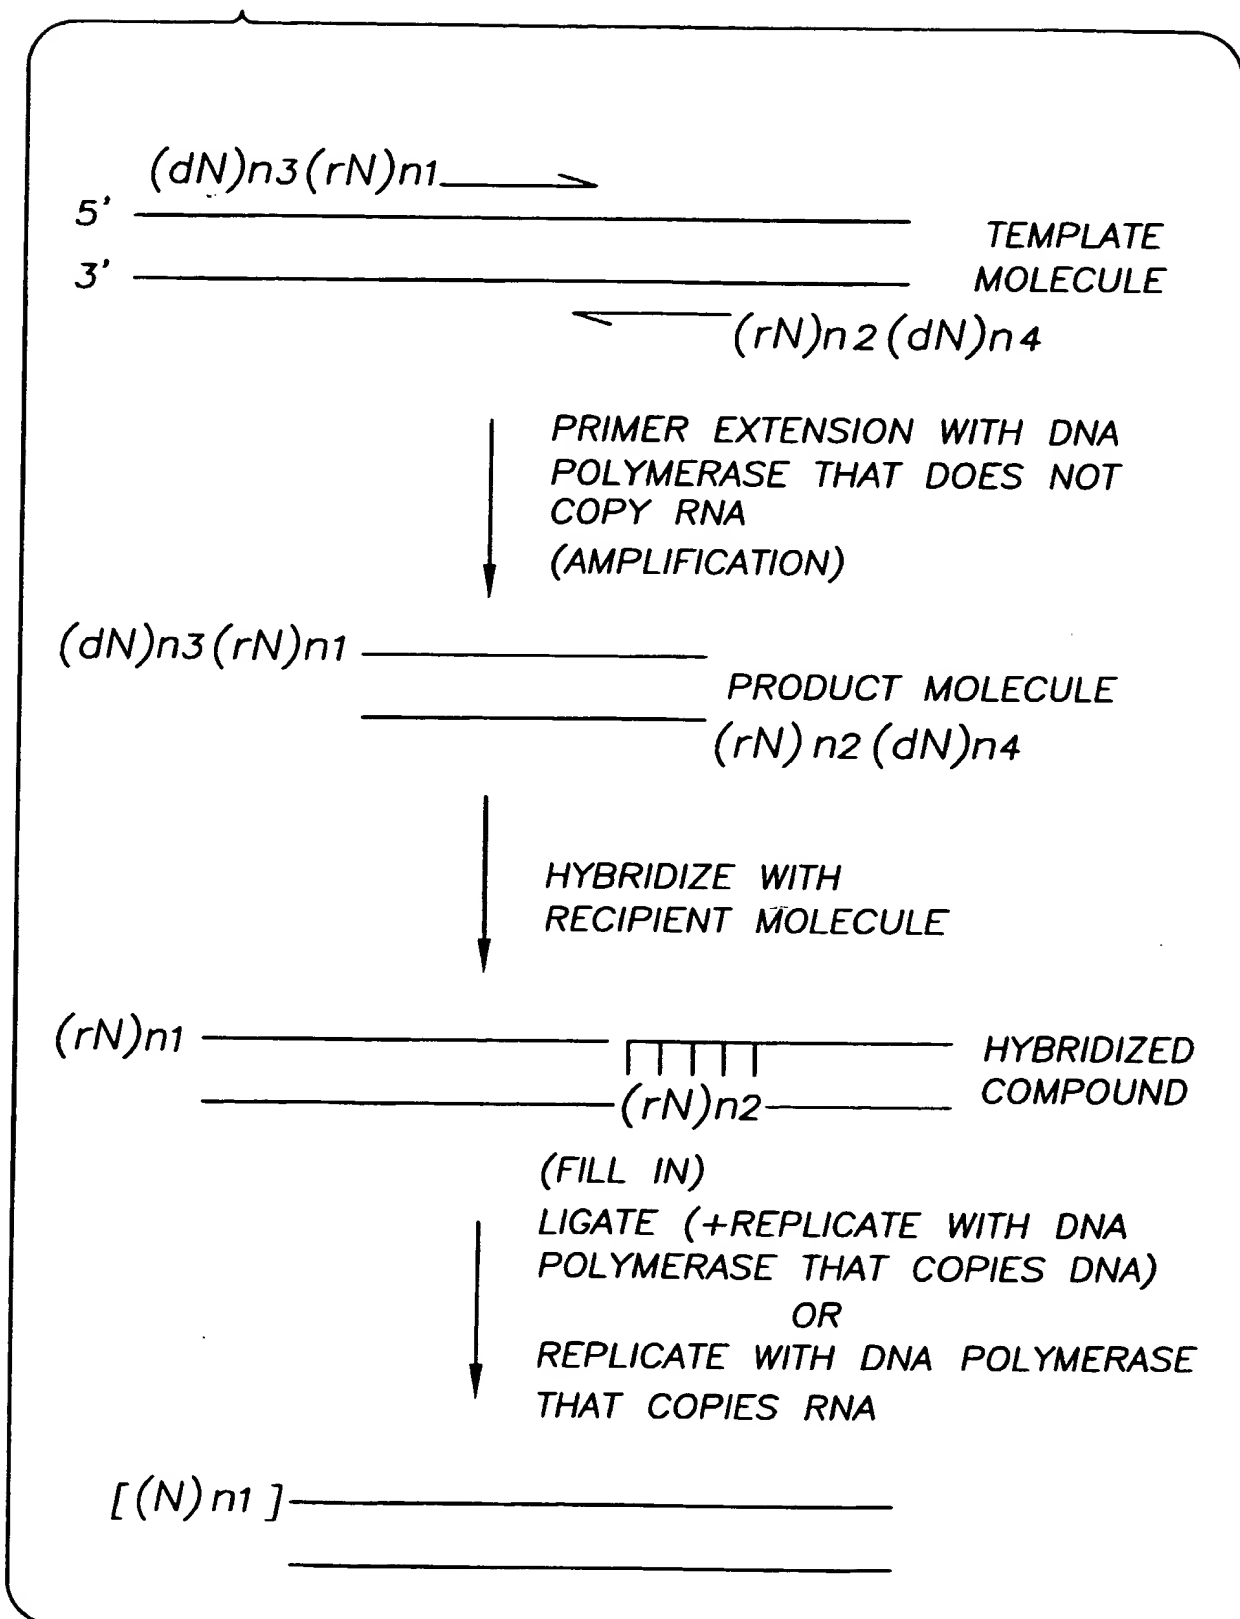 (dN)n3(rN)n1
5'
3'
TEMPLATE
MOLECULE
(rN)n2(dN)n4
PRIMER EXTENSION WITH DNA
POLYMERASE THAT DOES NOT
COPY RNA
(AMPLIFICATION)
(dN)n3(rN)n1
PRODUCT MOLECULE
(rN)n2(dN)n4
HYBRIDIZE WITH
RECIPIENT MOLECULE
(rN)n1
HYBRIDIZED
COMPOUND
(rN)n2
(FILL IN)
LIGATE (+REPLICATE WITH DNA
POLYMERASE THAT COPIES DNA)
OR
REPLICATE WITH DNA POLYMERASE
THAT COPIES RNA
[(N)n1]